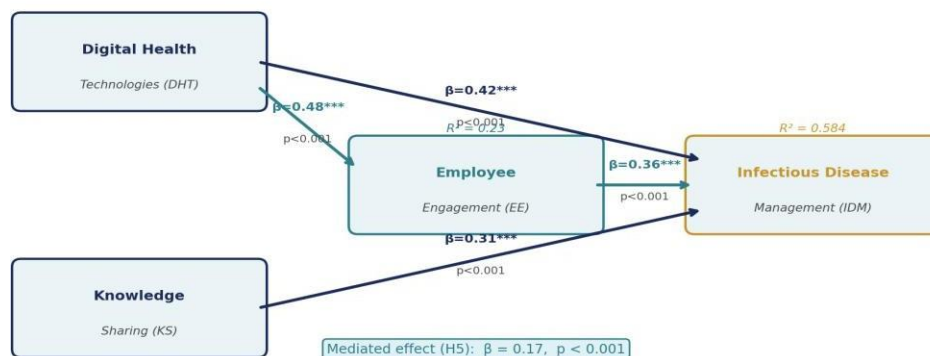 Digital Health
Technologies (DHT)
β=0.42***
p<0.001
β=0.48***
p<0.001
R² = 0.23
R² = 0.584
Employee
Engagement (EE)
β=0.36***
p<0.001
Infectious Disease
Management (IDM)
β=0.31***
p<0.001
Knowledge
Sharing (KS)
Mediated effect (H5): β = 0.17, p < 0.001